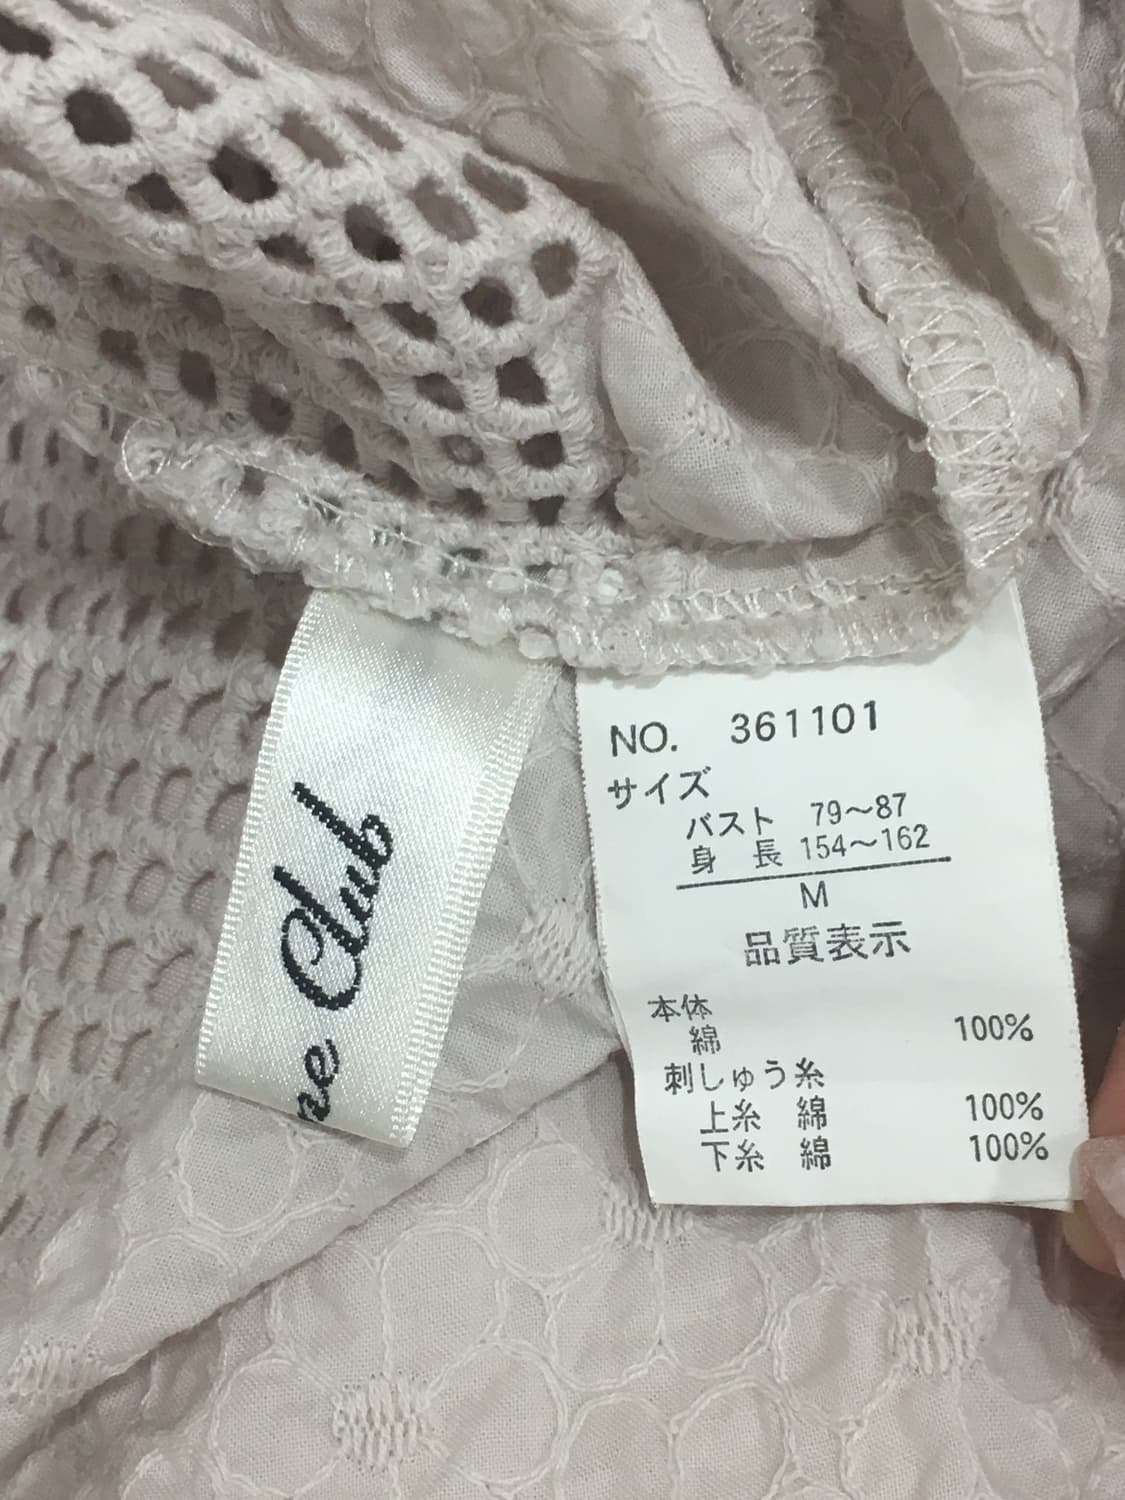 Club
NO. 361101
サイズ
バスト 79～87
身 長 154～162
M
品質表示
本体
綿 100%
刺しゅう糸
上糸 綿 100%
下糸 綿 100%